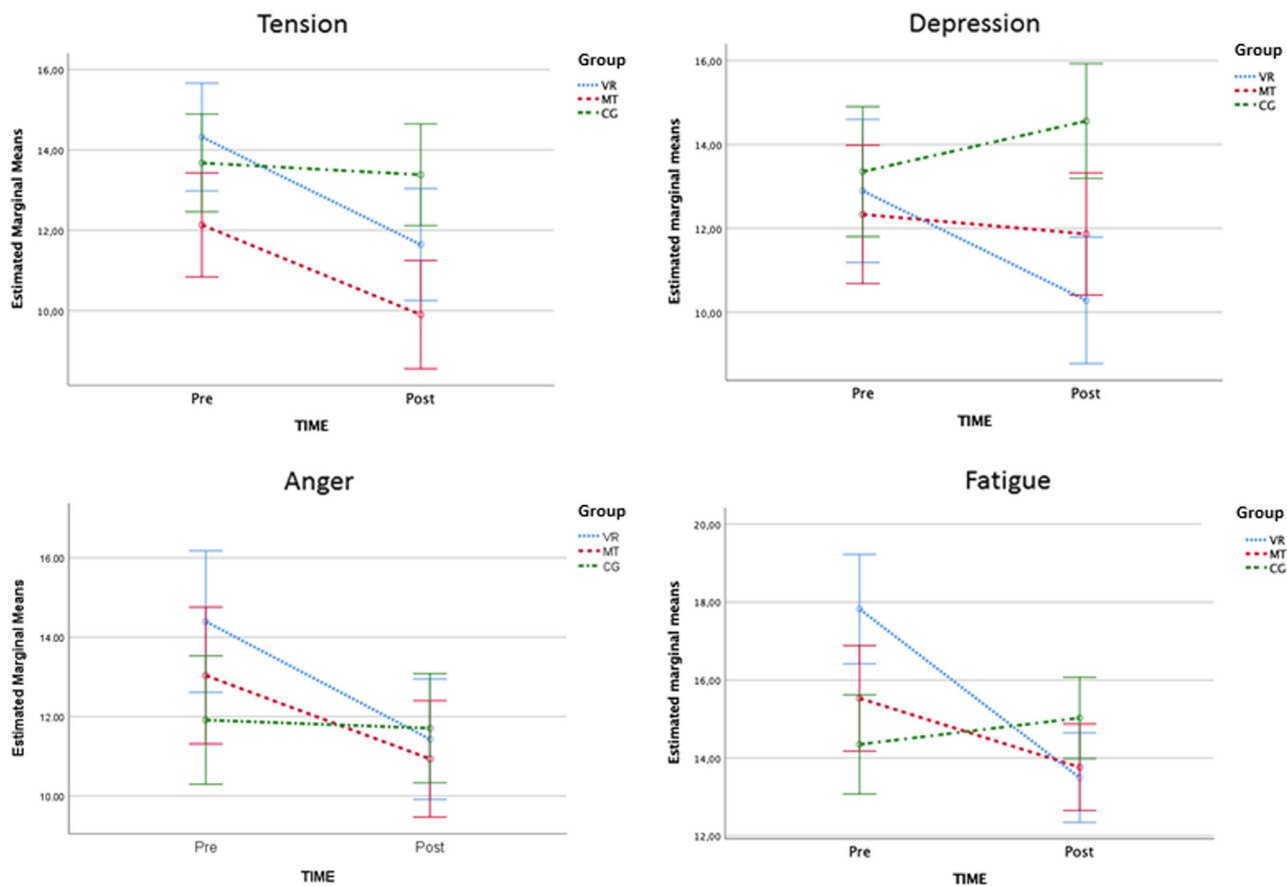 Tension
Group
VR
MT
CG
Estimated Marginal Means
16,00
14,00
12,00
10,00
Pre
Post
TIME
Depression
Group
VR
MT
CG
Estimated marginal means
16,00
14,00
12,00
10,00
Pre
Post
TIME
Anger
Group
VR
MT
CG
Estimated Marginal Means
16.00
14.00
12.00
10.00
Pre
Post
TIME
Fatigue
Group
VR
MT
CG
Estimated marginal means
20,00
18,00
16,00
14,00
12,00
Pre
Post
TIME